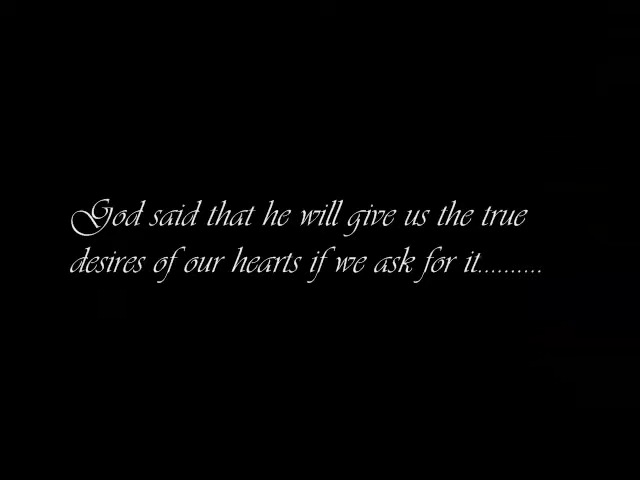 God said that he will give us the true
desires of our hearts if we ask for it..........